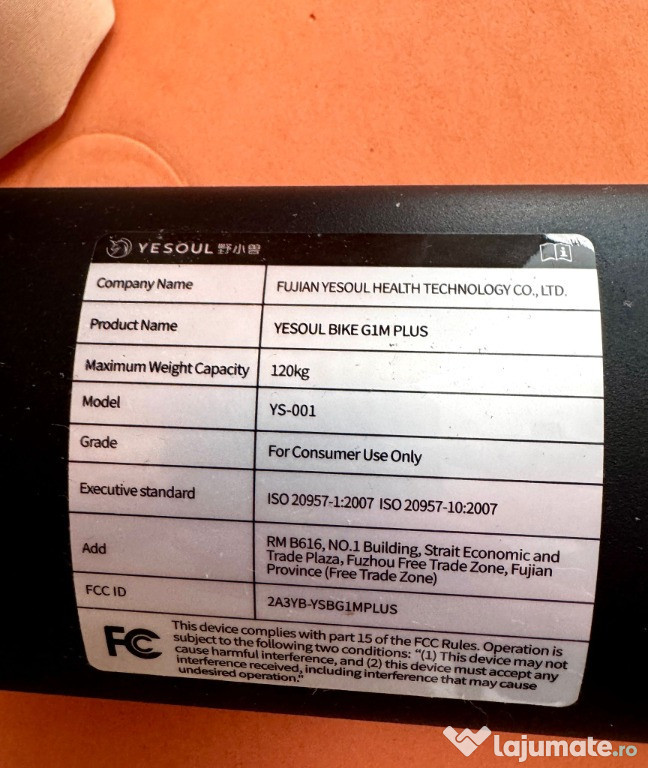 YESOUL 野小兽
Company Name
FUJIAN YESOUL HEALTH TECHNOLOGY CO., LTD.
Product Name
YESOUL BIKE G1M PLUS
Maximum Weight Capacity
120kg
Model
YS-001
Grade
For Consumer Use Only
Executive standard
ISO 20957-1:2007 ISO 20957-10:2007
Add
RM B616, NO.1 Building, Strait Economic and
Trade Plaza, Fuzhou Free Trade Zone, Fujian
Province (Free Trade Zone)
FCC ID
2A3YB-YSBG1MPLUS
FC
This device complies with part 15 of the FCC Rules. Operation is
subject to the following two conditions: "(1) This device may not
cause harmful interference, and (2) this device must accept any
interference received, including interference that may cause
undesired operation."
lajumate.ro